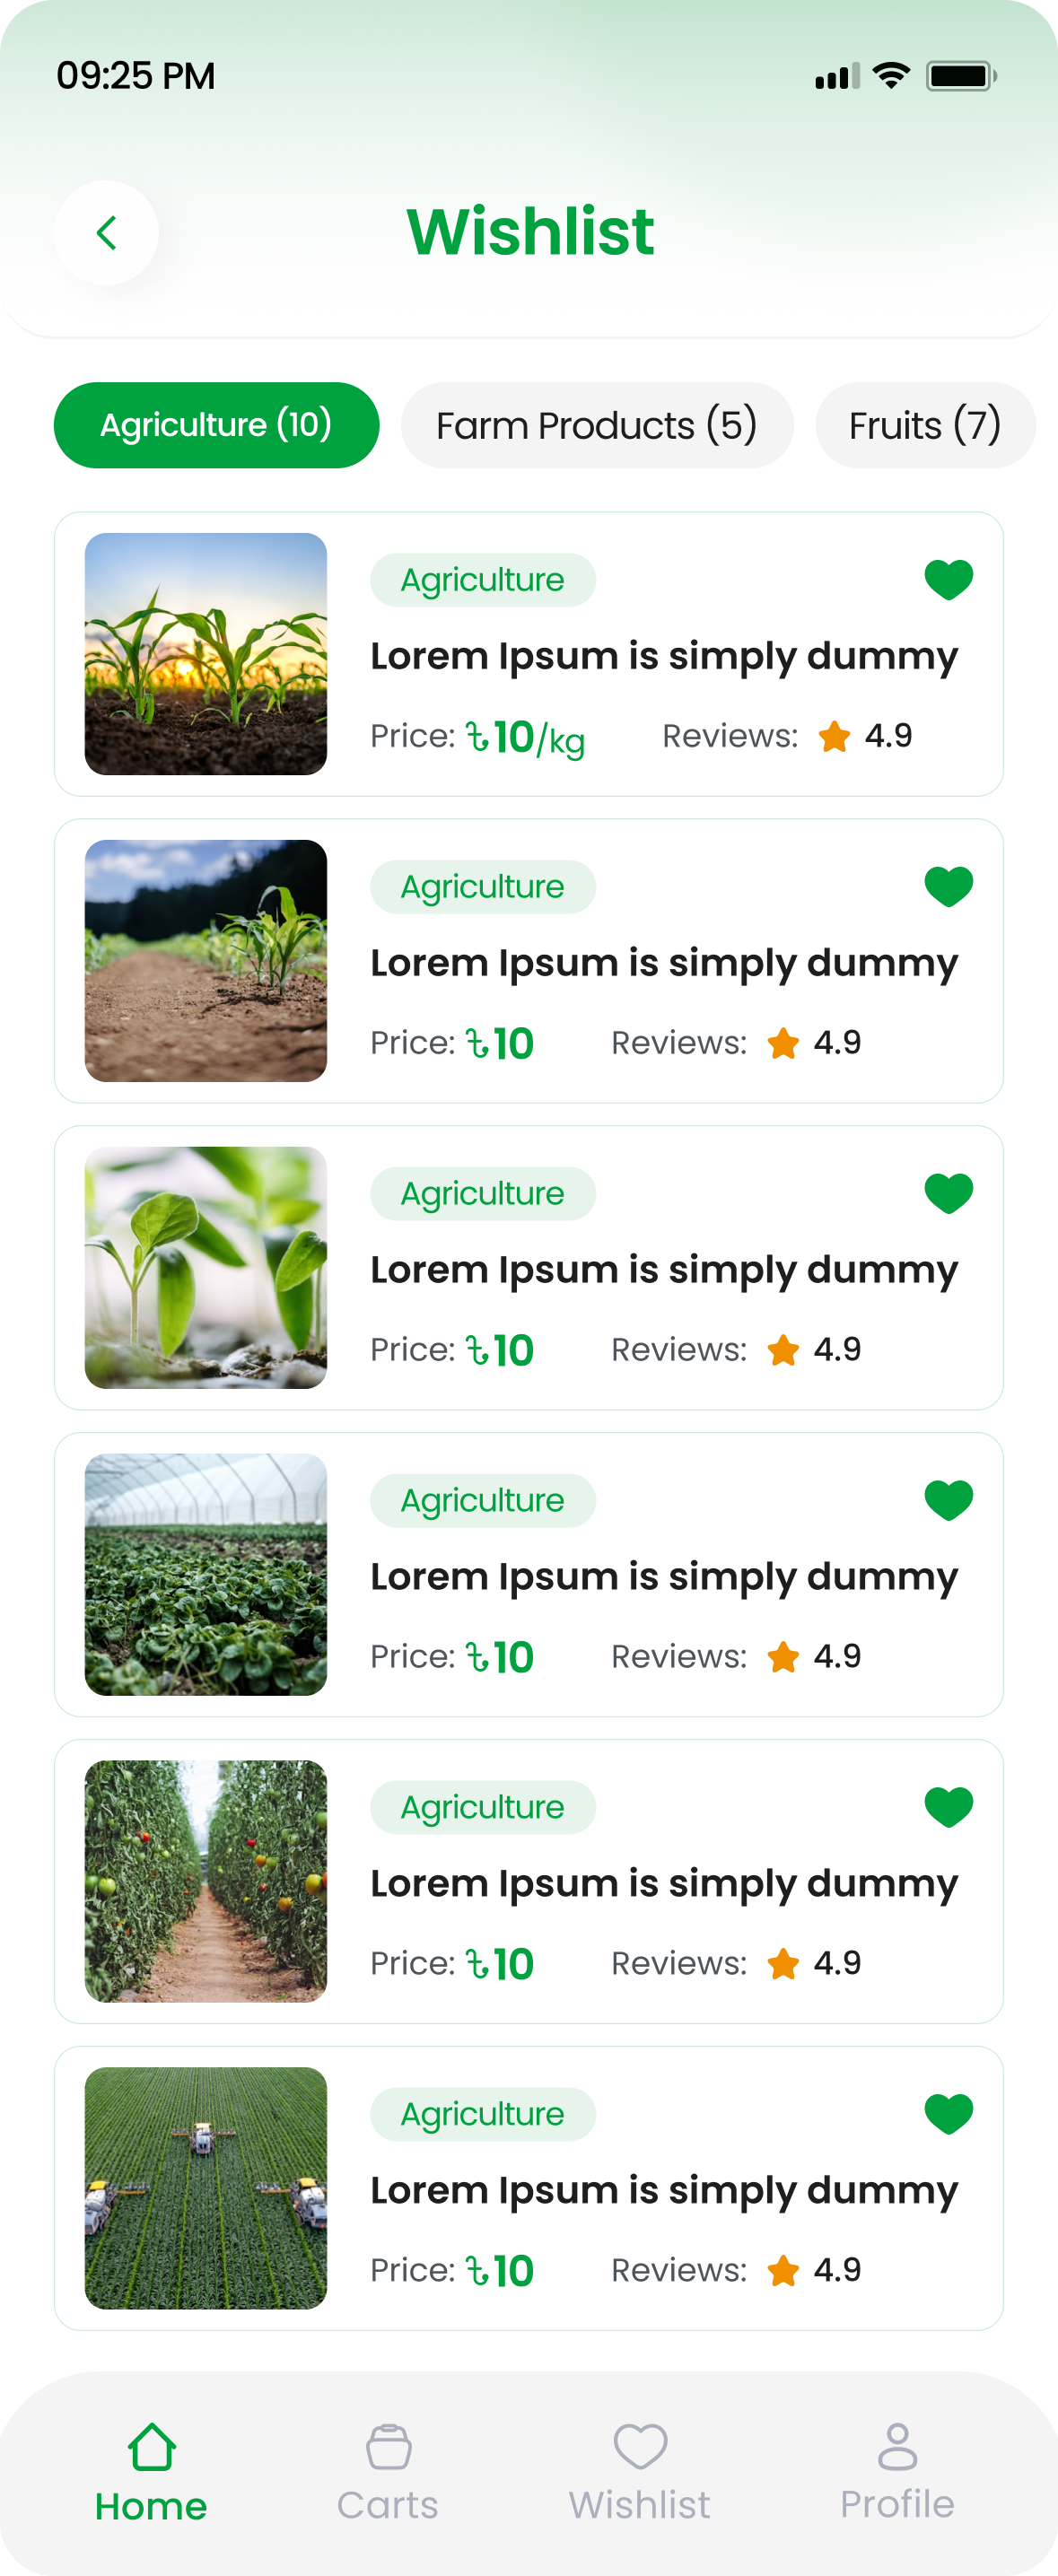 09:25 PM
Wishlist
Agriculture (10) Farm Products (5) Fruits (7)
Agriculture
Lorem Ipsum is simply dummy
Price: ৳10/kg Reviews: 4.9
Agriculture
Lorem Ipsum is simply dummy
Price: ৳10 Reviews: 4.9
Agriculture
Lorem Ipsum is simply dummy
Price: ৳10 Reviews: 4.9
Agriculture
Lorem Ipsum is simply dummy
Price: ৳10 Reviews: 4.9
Agriculture
Lorem Ipsum is simply dummy
Price: ৳10 Reviews: 4.9
Agriculture
Lorem Ipsum is simply dummy
Price: ৳10 Reviews: 4.9
Home Carts Wishlist Profile